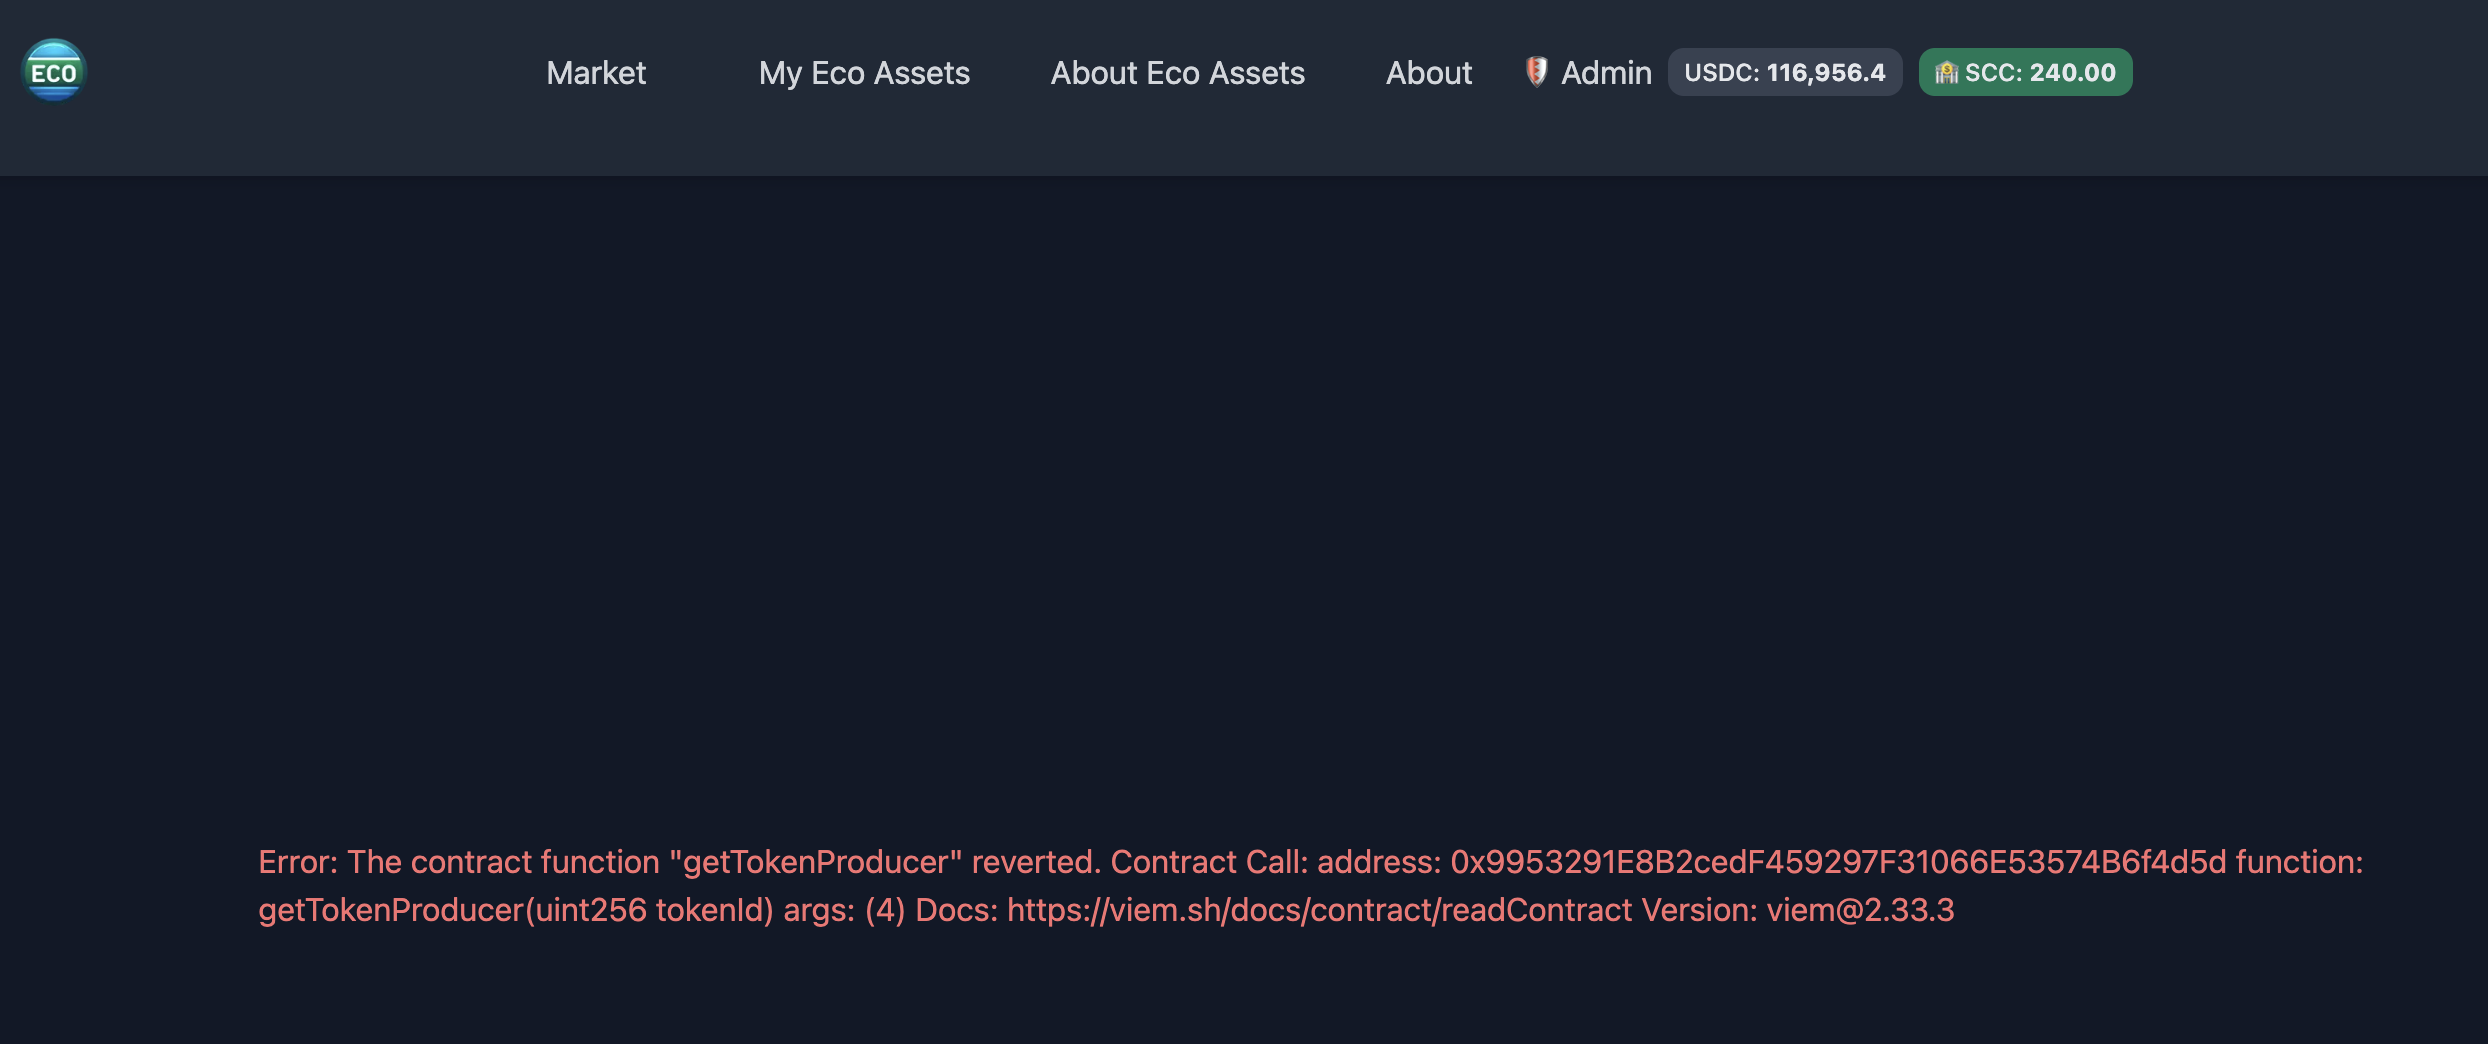 ECO
Market
My Eco Assets
About Eco Assets
About
Admin
USDC: 116,956.4
SCC: 240.00
Error: The contract function "getTokenProducer" reverted. Contract Call: address: 0x9953291E8B2cedF459297F31066E53574B6f4d5d function:
getTokenProducer(uint256 tokenId) args: (4) Docs: https://viem.sh/docs/contract/readContract Version: viem@2.33.3